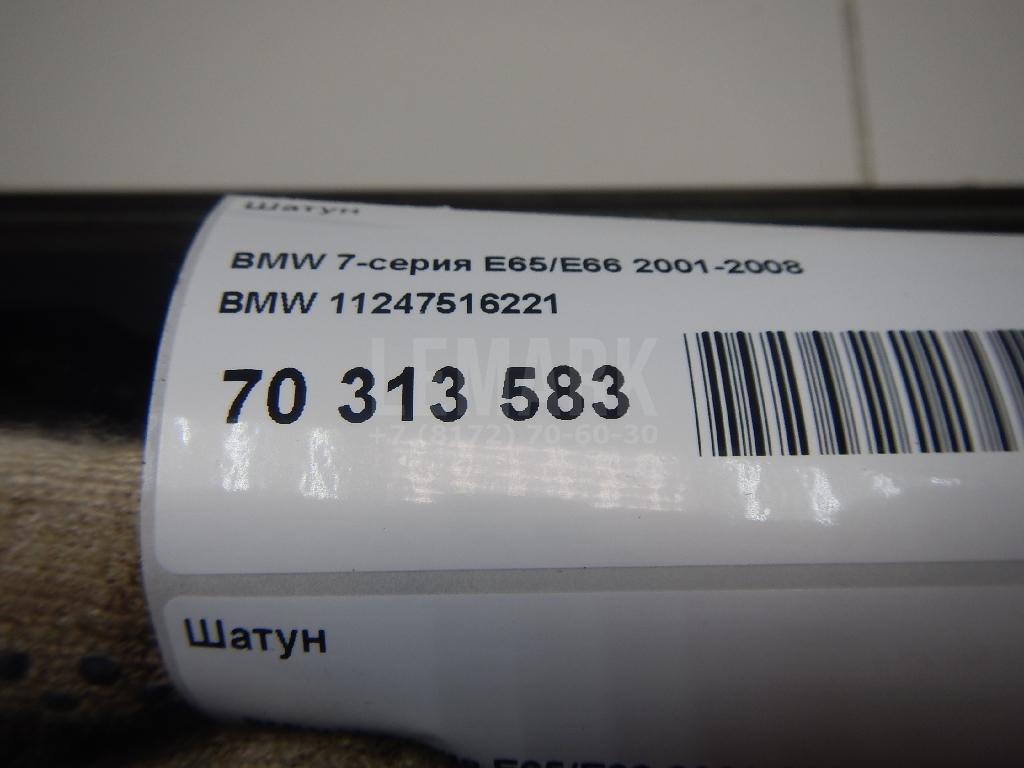 Шатун
BMW 7-серия E65/E66 2001-2008
BMW 11247516221
70 313 583
LEMARK
+7 (8172) 70-60-30
Шатун